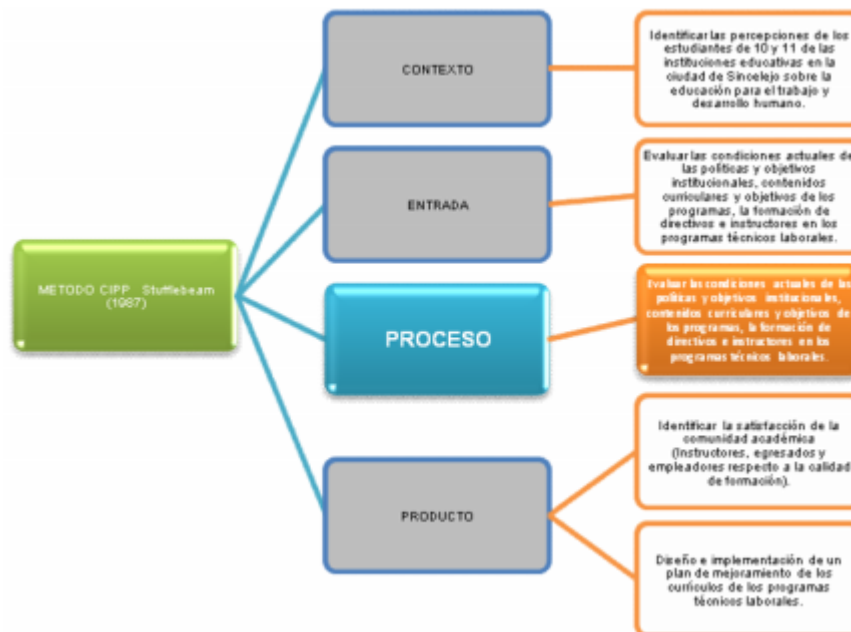 METODO CIPP Stufflebeam
(1987)
CONTEXTO
Identificar las percepciones de los
estudiantes de 10 y 11 de las
instituciones educativas en la
ciudad de Sincelejo sobre la
educación para el trabajo y
desarrollo humano.
ENTRADA
Evaluar las condiciones actuales de
las políticas y objetivos
institucionales, contenidos
curriculares y objetivos de los
programas, la formación de
directivos e instructores en los
programas técnicos laborales.
PROCESO
Evaluar las condiciones actuales de las
políticas y objetivos institucionales,
contenidos curriculares y objetivos de
los programas, la formación de
directivos e instructores en los
programas técnicos laborales.
PRODUCTO
Identificar la satisfacción de la
comunidad académica
(Instructores, egresados y
empleadores respecto a la calidad
de formación).
Diseño e implementación de un
plan de mejoramiento de los
currículos de los programas
técnicos laborales.